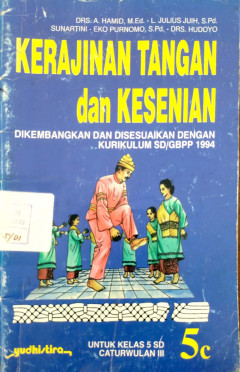 DRS. A. HAMID, M.Ed. - L. JULIUS JUIH, S.Pd.
SUNARTINI - EKO PURNOMO, S.Pd. - DRS. HUDOYO
KERAJINAN TANGAN
dan KESENIAN
DIKEMBANGKAN DAN DISESUAIKAN DENGAN
KURIKULUM SD/GBPP 1994
yudhistira
UNTUK KELAS 5 SD
CATURWULAN III
5c